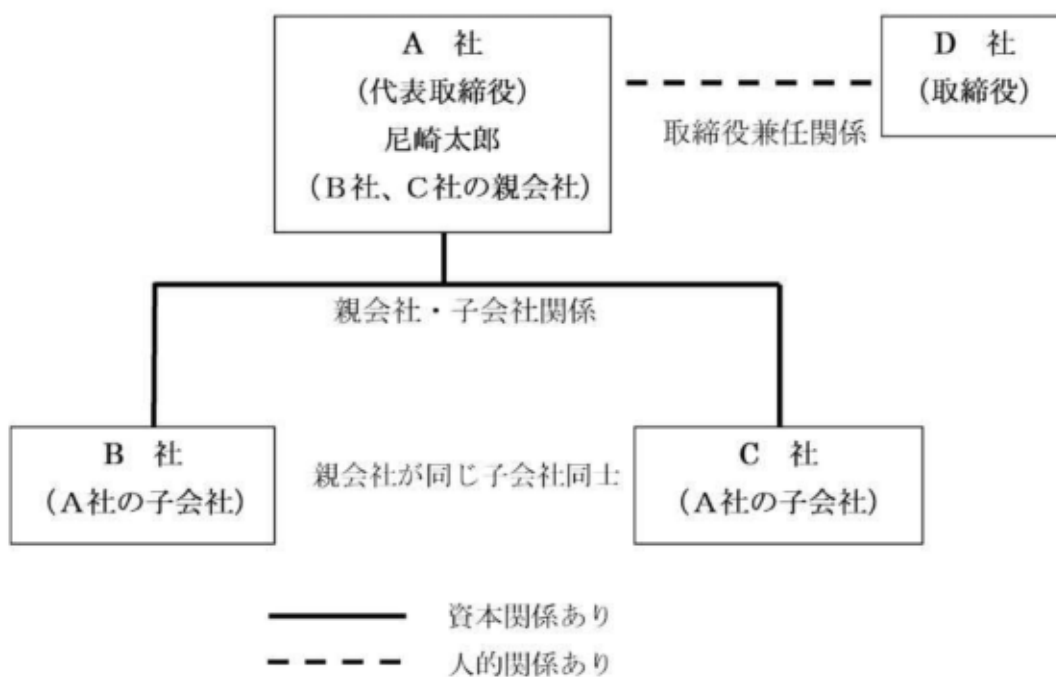 A　社
(代表取締役)
尼崎太郎
(B社、C社の親会社)
D　社
(取締役)
取締役兼任関係
親会社・子会社関係
B　社
(A社の子会社)
親会社が同じ子会社同士
C　社
(A社の子会社)
資本関係あり
人的関係あり